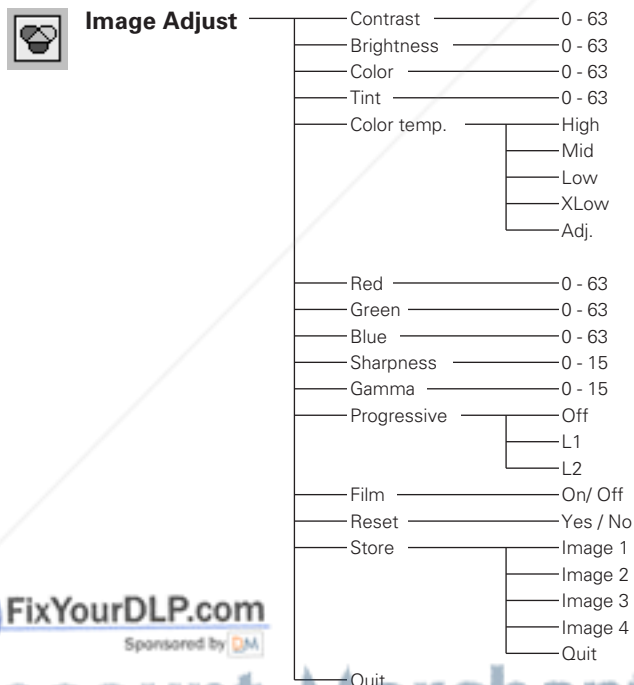 Image Adjust Contrast 0 - 63
Brightness 0 - 63
Color 0 - 63
Tint 0 - 63
Color temp. High
Mid
Low
XLow
Adj.
Red 0 - 63
Green 0 - 63
Blue 0 - 63
Sharpness 0 - 15
Gamma 0 - 15
Progressive Off
L1
L2
Film On/ Off
Reset Yes / No
Store Image 1
Image 2
Image 3
Image 4
Quit
Quit
FixYourDLP.com
Sponsored by DM